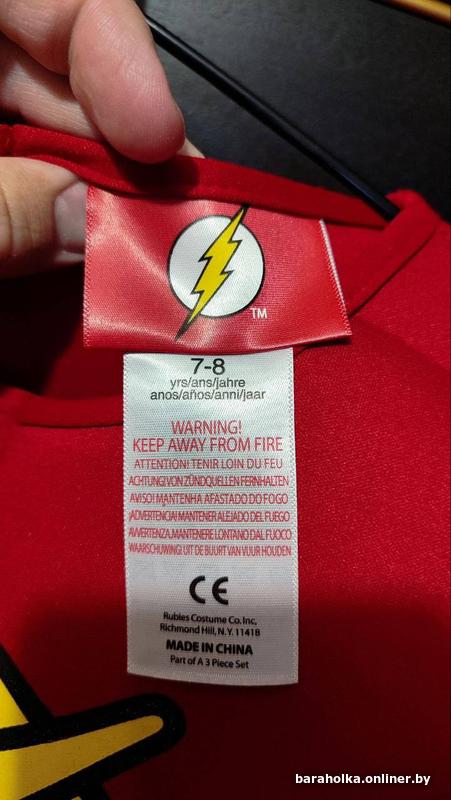 TM
7-8
yrs/ans/jahre
anos/años/anni/jaar
WARNING!
KEEP AWAY FROM FIRE
ATTENTION! TENIR LOIN DU FEU
ACHTUNG! VON ZÜNDQUELLEN FERNHALTEN
AVISO! MANTENHA AFASTADO DO FOGO
¡ADVERTENCIA! MANTENER ALEJADO DEL FUEGO
AVVERTENZA, MANTENERE LONTANO DAL FUOCO
WAARSCHUWING! UIT DE BUURT VAN VUUR HOUDEN
CE
Rubies Costume Co. Inc,
Richmond Hill, N.Y. 11418
MADE IN CHINA
Part of A 3 Piece Set
baraholka.onliner.by